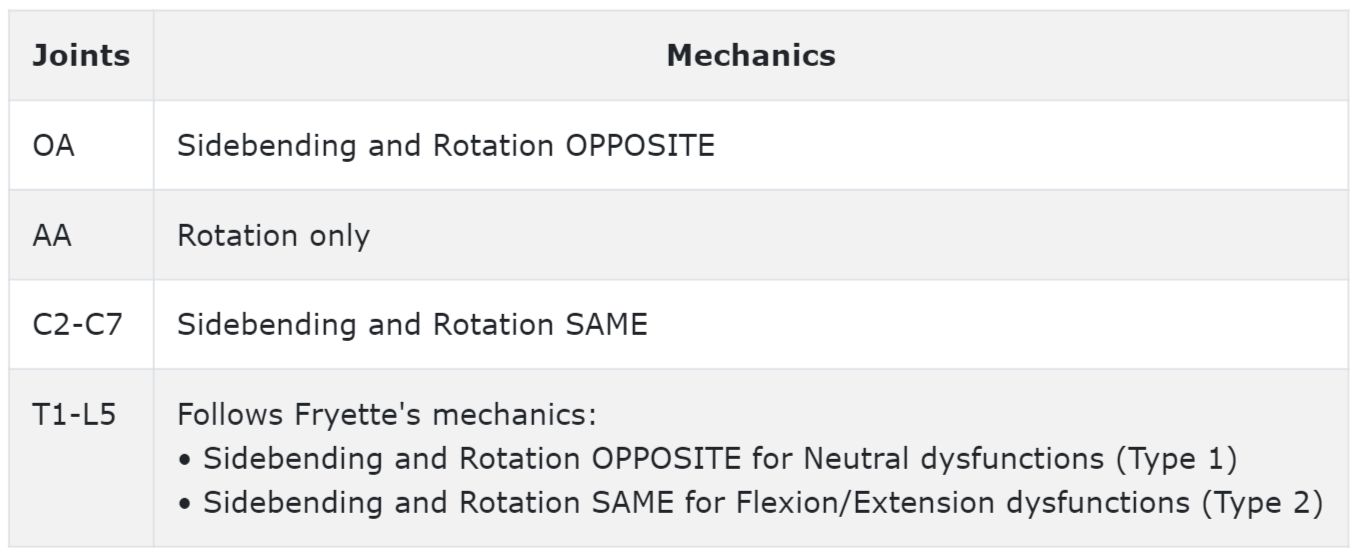 Joints Mechanics
OA Sidebending and Rotation OPPOSITE
AA Rotation only
C2-C7 Sidebending and Rotation SAME
T1-L5 Follows Fryette's mechanics:
• Sidebending and Rotation OPPOSITE for Neutral dysfunctions (Type 1)
• Sidebending and Rotation SAME for Flexion/Extension dysfunctions (Type 2)